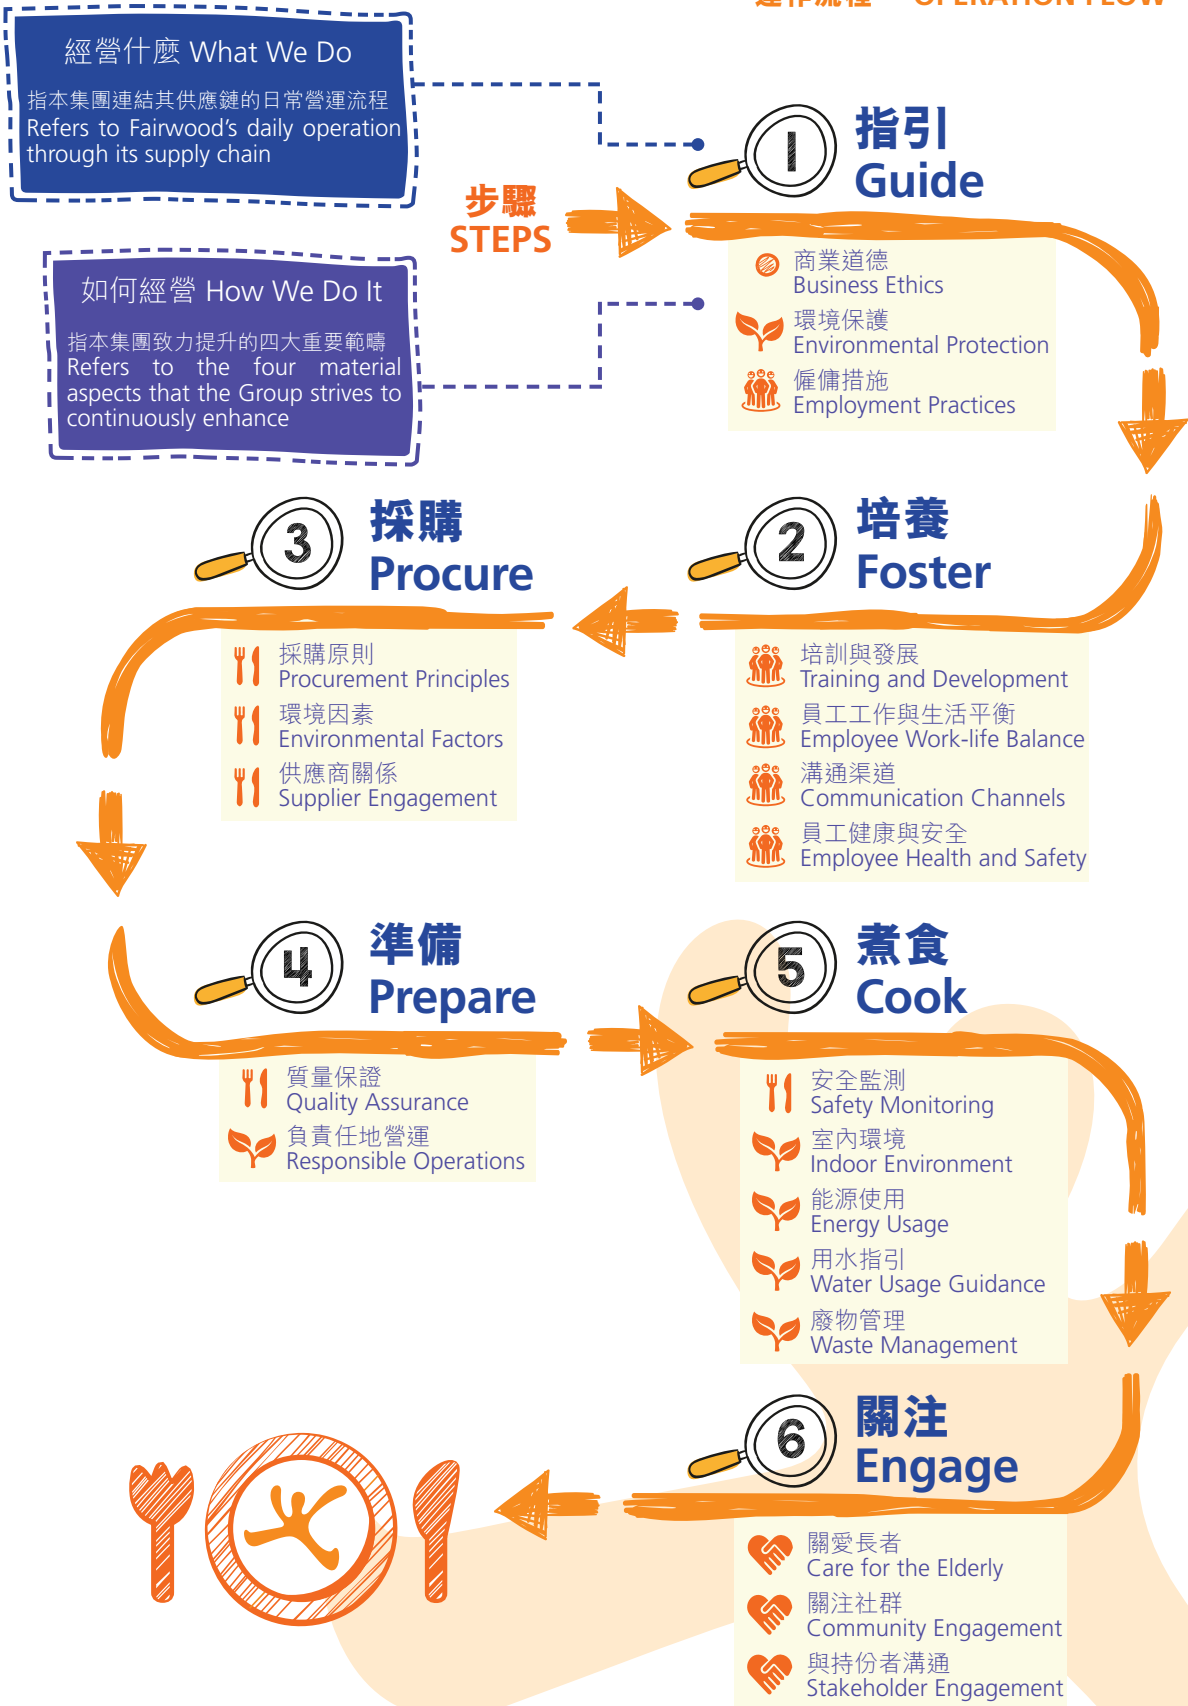 運作流程 OPERATION FLOW
經營什麼 What We Do
指本集團連結其供應鏈的日常營運流程
Refers to Fairwood's daily operation
through its supply chain
步驟
STEPS
如何經營 How We Do It
指本集團致力提升的四大重要範疇
Refers to the four material
aspects that the Group strives to
continuously enhance
1
指引
Guide
商業道德
Business Ethics
環境保護
Environmental Protection
僱傭措施
Employment Practices
2
培養
Foster
培訓與發展
Training and Development
員工工作與生活平衡
Employee Work-life Balance
溝通渠道
Communication Channels
員工健康與安全
Employee Health and Safety
3
採購
Procure
採購原則
Procurement Principles
環境因素
Environmental Factors
供應商關係
Supplier Engagement
4
準備
Prepare
質量保證
Quality Assurance
負責任地營運
Responsible Operations
5
煮食
Cook
安全監測
Safety Monitoring
室內環境
Indoor Environment
能源使用
Energy Usage
用水指引
Water Usage Guidance
廢物管理
Waste Management
6
關注
Engage
關愛長者
Care for the Elderly
關注社群
Community Engagement
與持份者溝通
Stakeholder Engagement